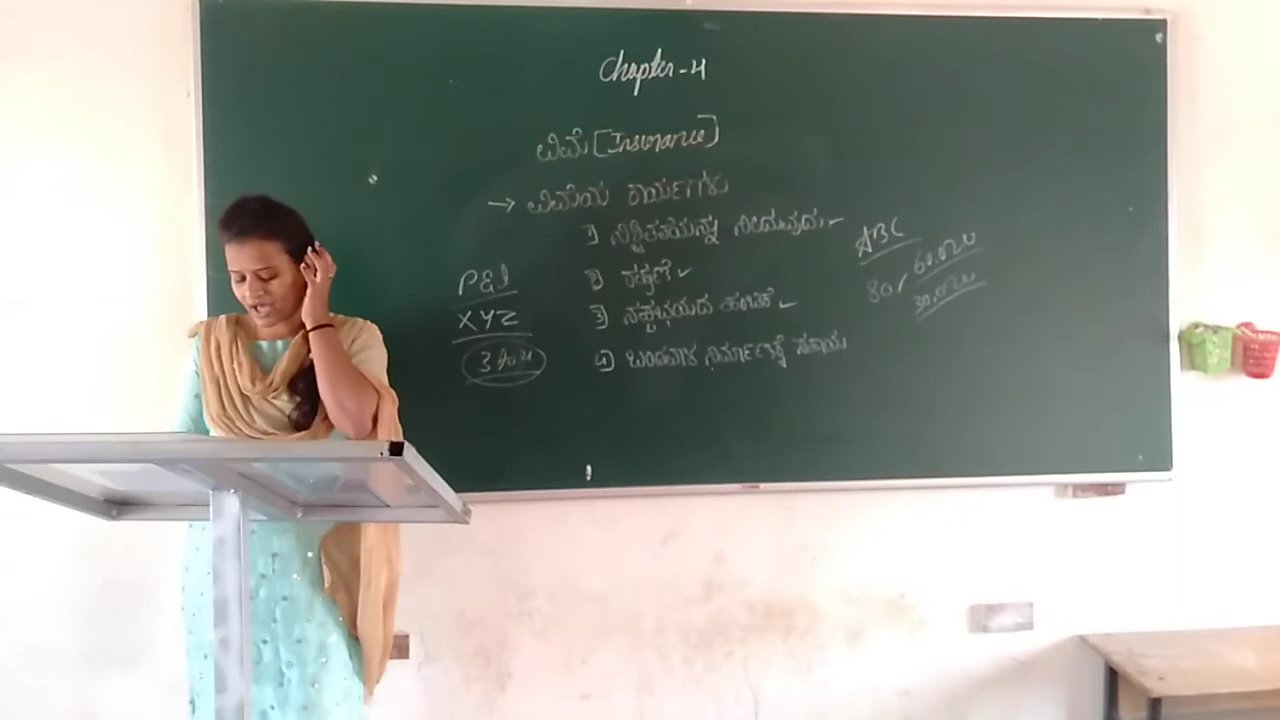 Chapter-4
ವಿಮೆ [Insurance]
→ ವಿಮೆಯ ಕಾರ್ಯಗಳು
1) ನಿಶ್ಚಿತತೆಯನ್ನು ನೀಡುವುದು
2) ರಕ್ಷಣೆ
3) ನಷ್ಟಭಯದ ಹಂಚಿಕೆ
4) ಬಂಡವಾಳ ನಿರ್ಮಾಣಕ್ಕೆ ಸಹಾಯ
P&I
XYZ
ABC
60,000
30,000